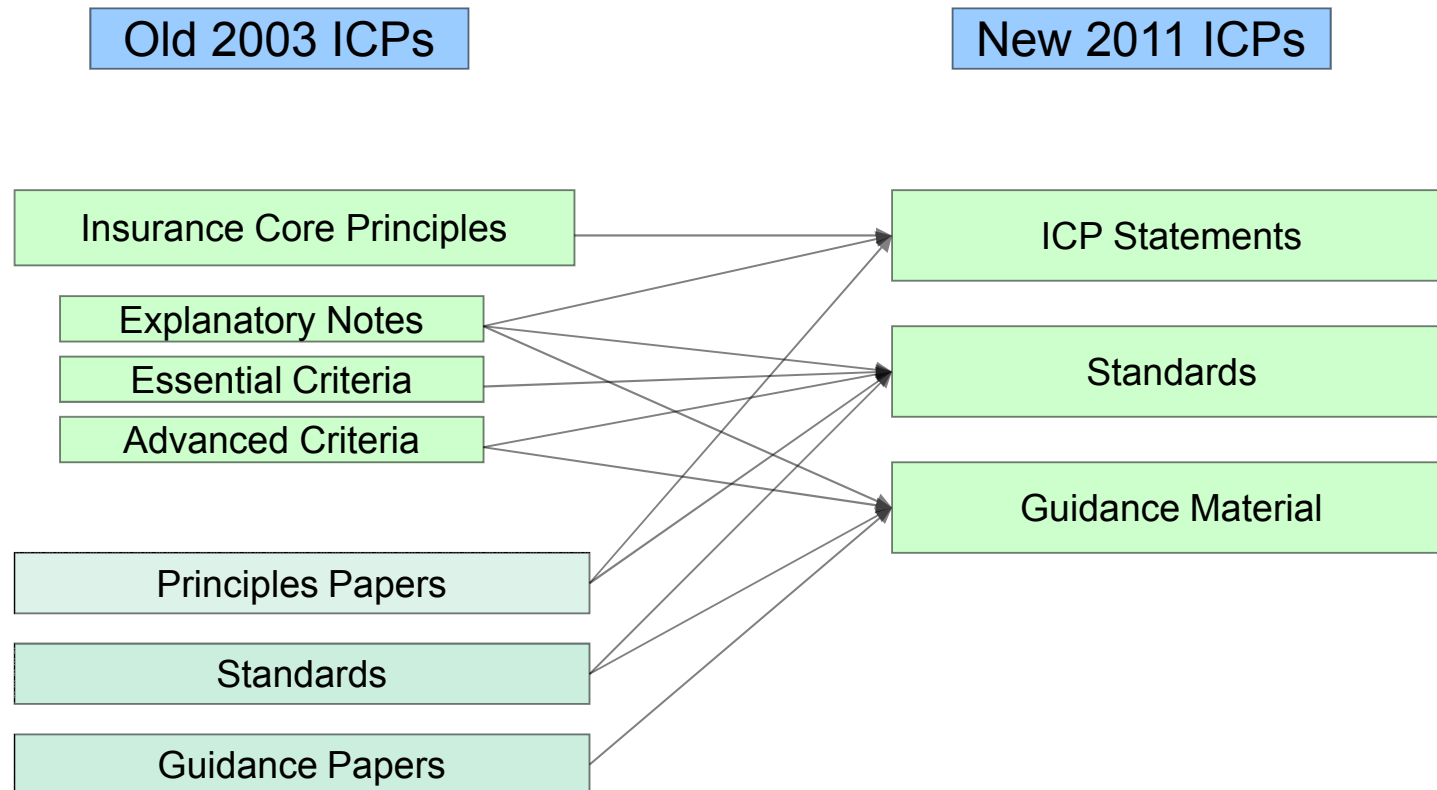 Old 2003 ICPs
New 2011 ICPs
Insurance Core Principles
Explanatory Notes
Essential Criteria
Advanced Criteria
Principles Papers
Standards
Guidance Papers
ICP Statements
Standards
Guidance Material